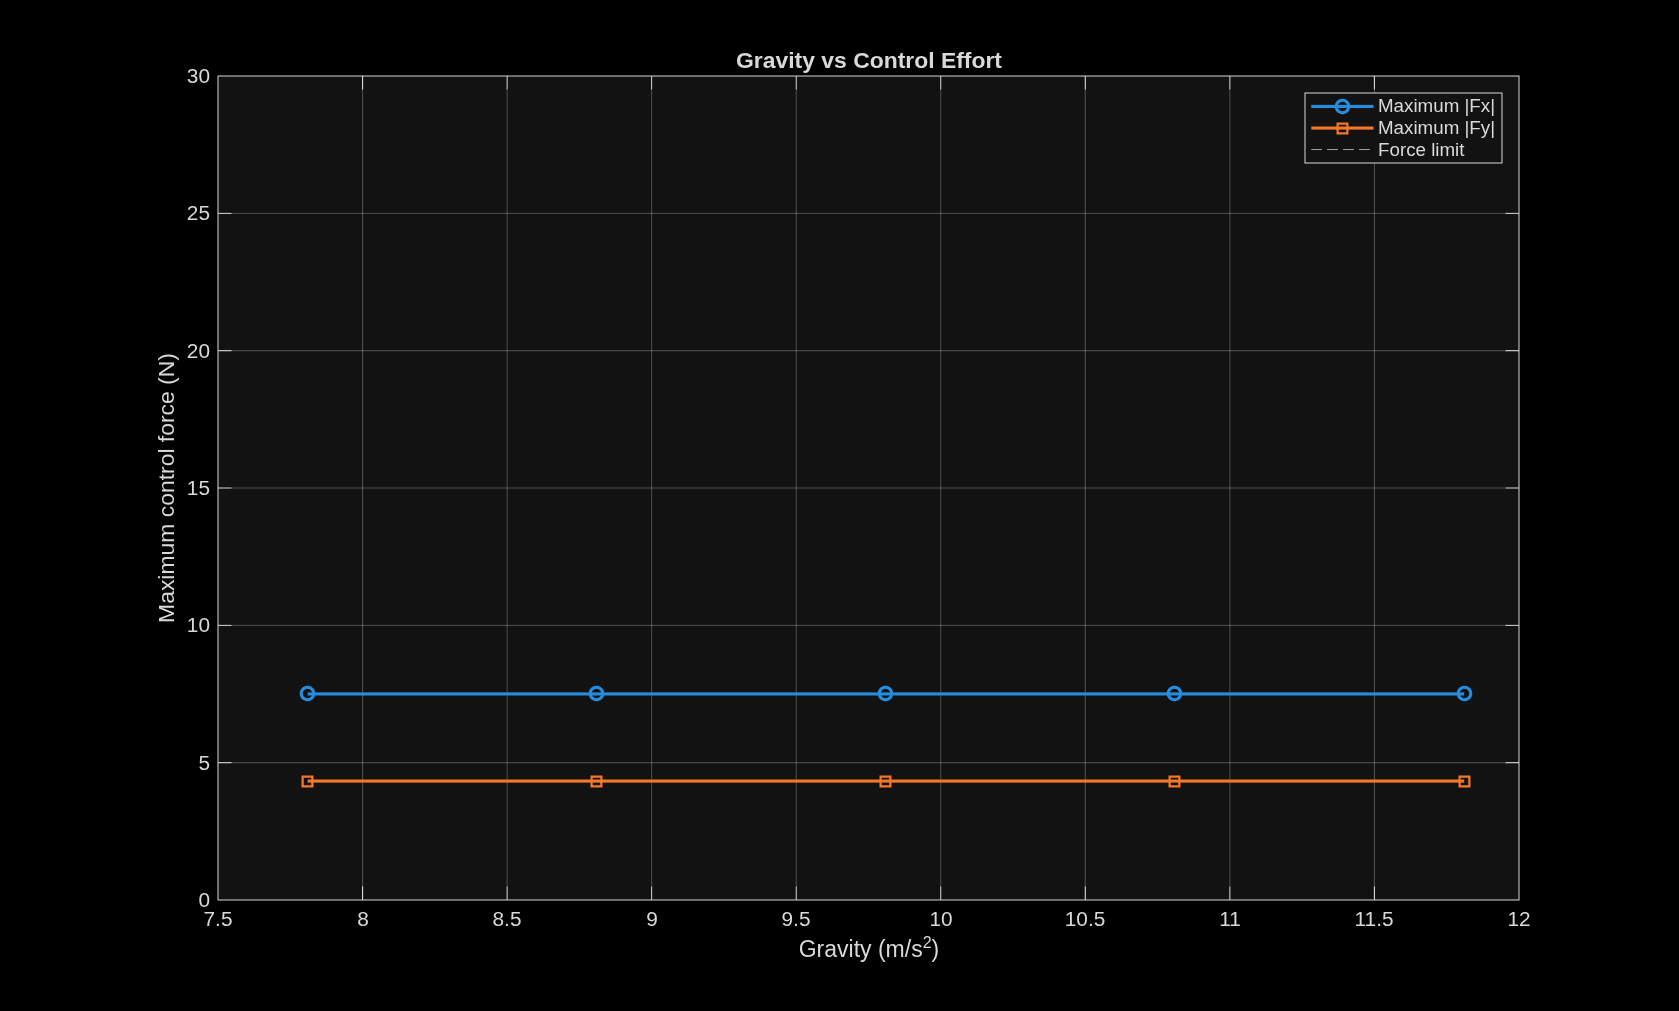 Gravity vs Control Effort
Maximum |Fx|
Maximum |Fy|
Force limit
30
25
20
15
10
5
0
Maximum control force (N)
7.5 8 8.5 9 9.5 10 10.5 11 11.5 12
Gravity (m/s²)